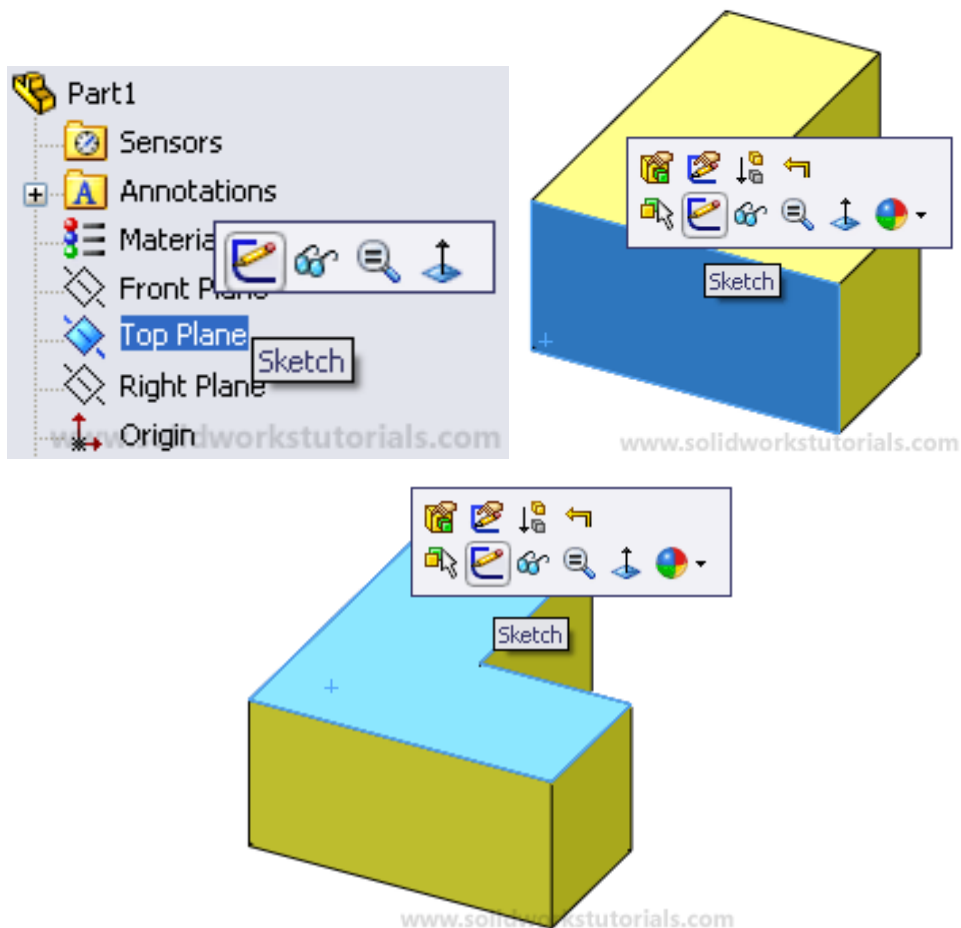 Part1
Sensors
A Annotations
Materia
Front Plane
Top Plane
Sketch
Right Plane
Origin
www.solidworkstutorials.com
Sketch
www.solidworkstutorials.com
Sketch
www.solidworkstutorials.com